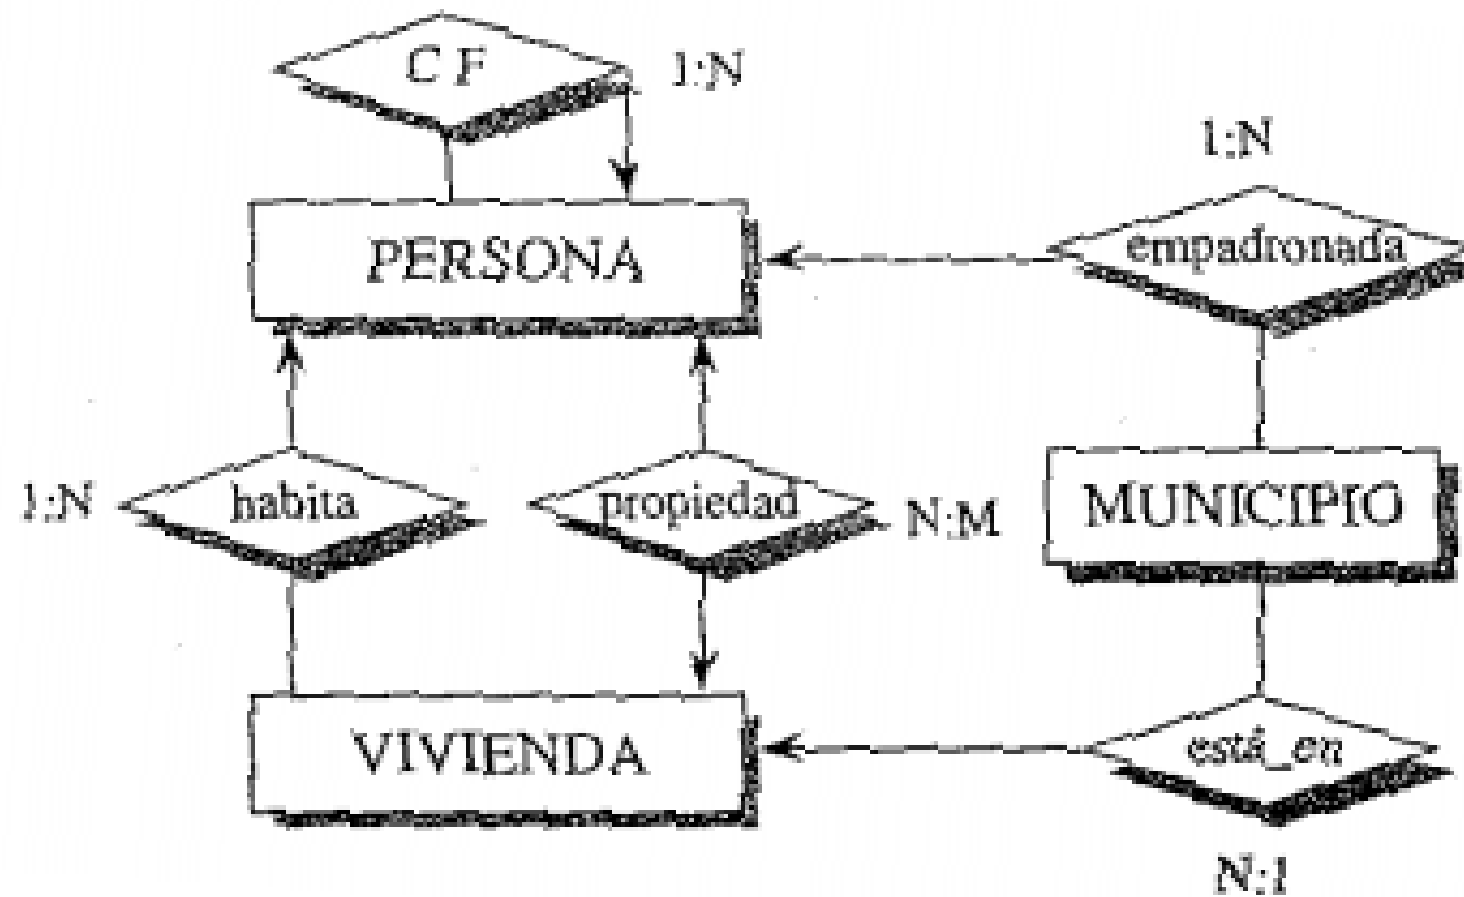 C F
1:N
1:N
PERSONA
empadronada
1:N
habita
propiedad
N:M
MUNICIPIO
VIVIENDA
está_en
N:1